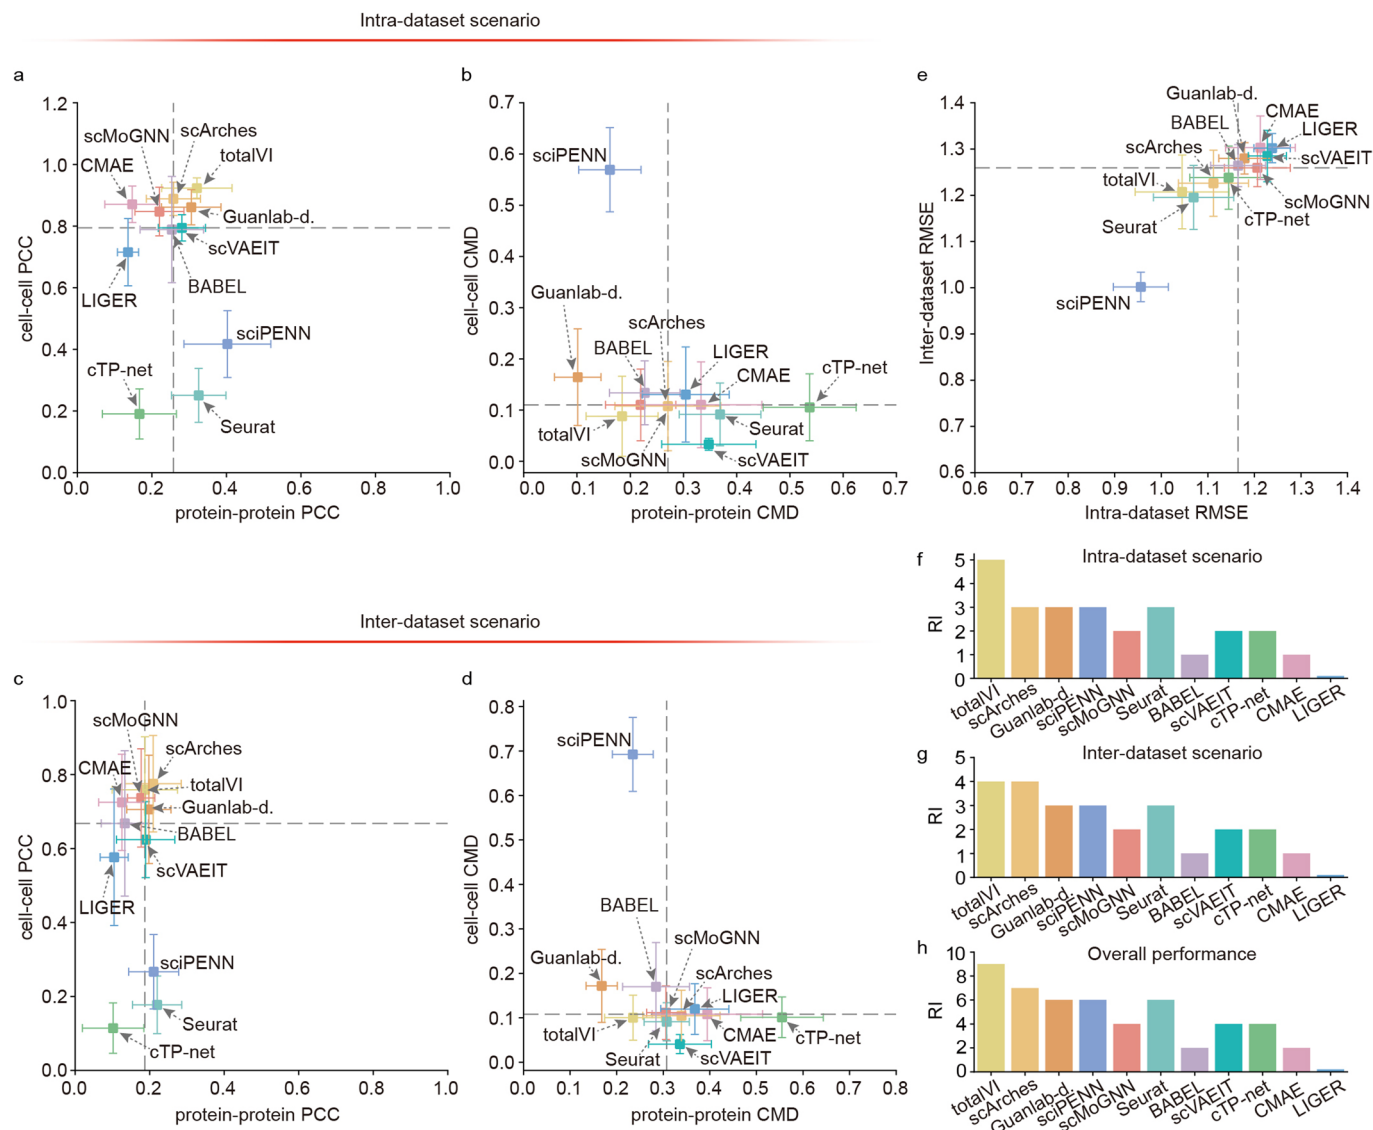 Intra-dataset scenario
a
1.2
1.0
0.8
0.6
0.4
0.2
0.0
cell-cell PCC
scMoGNN
scArches
CMAE
totalVI
Guanlab-d.
scVAEIT
LIGER
BABEL
sciPENN
cTP-net
Seurat
0.0 0.2 0.4 0.6 0.8 1.0
protein-protein PCC
b
0.7
0.6
0.5
0.4
0.3
0.2
0.1
0.0
cell-cell CMD
sciPENN
Guanlab-d.
scArches
BABEL
LIGER
CMAE
cTP-net
totalVI
Seurat
scMoGNN
scVAEIT
0.0 0.1 0.2 0.3 0.4 0.5 0.6 0.7
protein-protein CMD
e
1.4
1.3
1.2
1.1
1.0
0.9
0.8
0.7
0.6
Inter-dataset RMSE
Guanlab-d.
CMAE
BABEL
LIGER
scArches
scVAEIT
totalVI
scMoGNN
Seurat
cTP-net
sciPENN
0.6 0.7 0.8 0.9 1.0 1.1 1.2 1.3 1.4
Intra-dataset RMSE
Inter-dataset scenario
c
1.0
0.8
0.6
0.4
0.2
0.0
cell-cell PCC
scMoGNN
scArches
CMAE
totalVI
Guanlab-d.
BABEL
scVAEIT
LIGER
sciPENN
Seurat
cTP-net
0.0 0.2 0.4 0.6 0.8 1.0
protein-protein PCC
d
0.8
0.7
0.6
0.5
0.4
0.3
0.2
0.1
0.0
cell-cell CMD
sciPENN
BABEL
scMoGNN
Guanlab-d.
scArches
LIGER
totalVI
CMAE
cTP-net
Seurat
scVAEIT
0.0 0.1 0.2 0.3 0.4 0.5 0.6 0.7 0.8
protein-protein CMD
f
Intra-dataset scenario
5
4
3
2
1
0
RI
totalVI scArches Guanlab-d. sciPENN scMoGNN Seurat BABEL scVAEIT cTP-net CMAE LIGER
g
Inter-dataset scenario
5
4
3
2
1
0
RI
totalVI scArches Guanlab-d. sciPENN scMoGNN Seurat BABEL scVAEIT cTP-net CMAE LIGER
h
Overall performance
10
8
6
4
2
0
RI
totalVI scArches Guanlab-d. sciPENN scMoGNN Seurat BABEL scVAEIT cTP-net CMAE LIGER